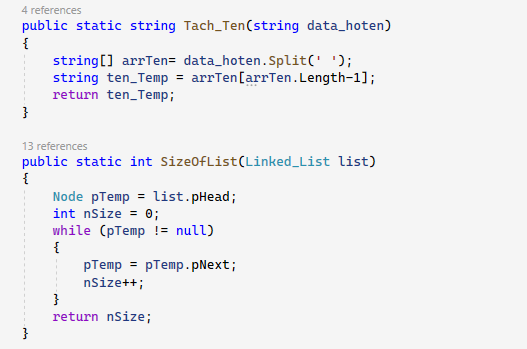 4 references
public static string Tach_Ten(string data_hoten)
{
string[] arrTen= data_hoten.Split(' ');
string ten_Temp = arrTen[arrTen.Length-1];
return ten_Temp;
}
13 references
public static int SizeOfList(Linked_List list)
{
Node pTemp = list.pHead;
int nSize = 0;
while (pTemp != null)
{
pTemp = pTemp.pNext;
nSize++;
}
return nSize;
}